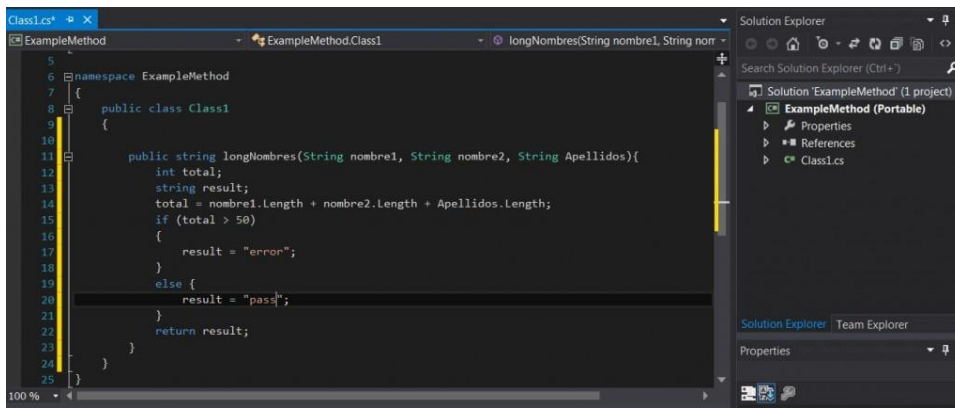 Class1.cs*
Solution Explorer
ExampleMethod
ExampleMethod.Class1
longNombres(String nombre1, String nom
Search Solution Explorer (Ctrl+')
5
6 namespace ExampleMethod
7 {
8 public class Class1
9 {
10
11 public string longNombres(String nombre1, String nombre2, String Apellidos){
12 int total;
13 string result;
14 total = nombre1.Length + nombre2.Length + Apellidos.Length;
15 if (total > 50)
16 {
17 result = "error";
18 }
19 else {
20 result = "pass";
21 }
22 return result;
23 }
24 }
25 }
100 %
Solution 'ExampleMethod' (1 project)
ExampleMethod (Portable)
Properties
References
C# Class1.cs
Solution Explorer Team Explorer
Properties